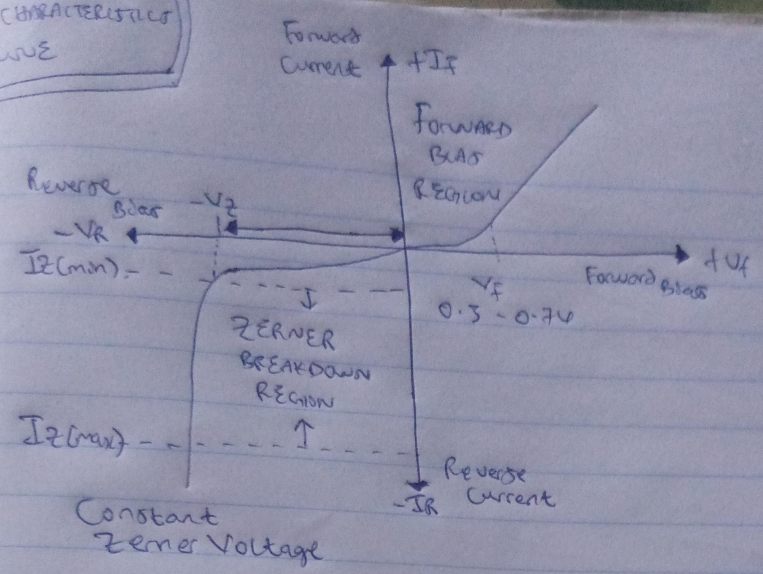 CHARACTERISTICS
Forward
Current
+IF
FORWARD
BIAS
REGION
Reverse
Bias
-VZ
-VR
+Vf
IZ(min)
VF
Forward Bias
0.3 - 0.7V
ZERNER
BREAKDOWN
REGION
IZ(max)
Reverse
Current
-IR
Constant
Zerner Voltage